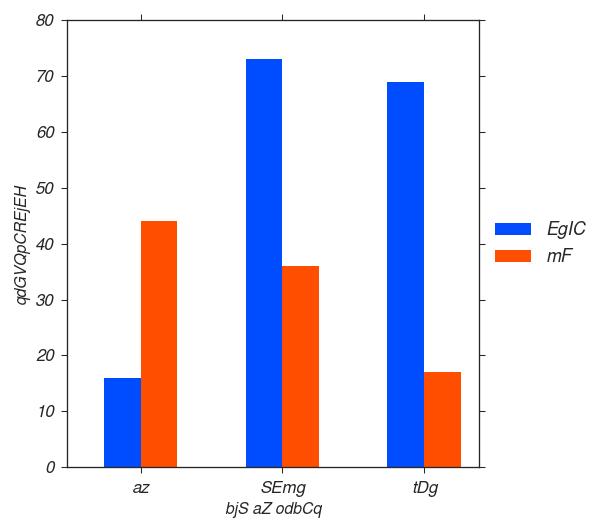 80
70
60
50
40
30
20
10
0
qdGVQpCREjEH
az
SEmg
tDg
bjS aZ odbCq
EgIC
mF